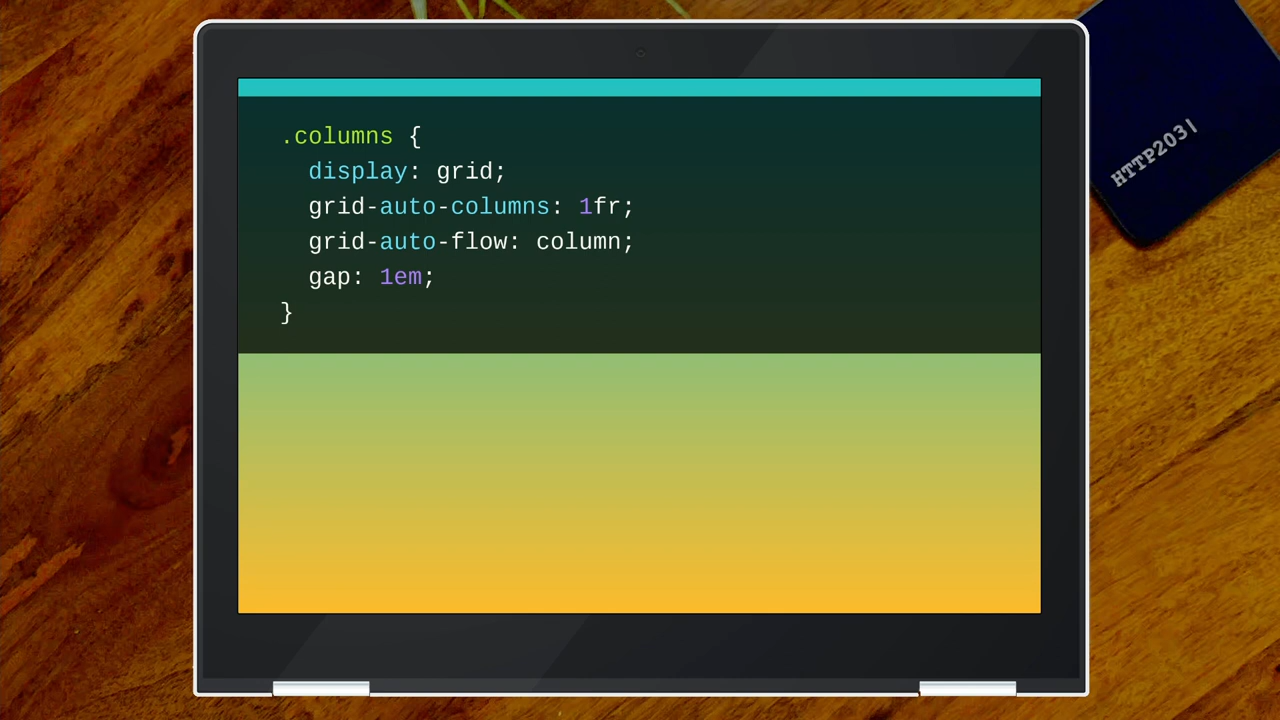 .columns {
  display: grid;
  grid-auto-columns: 1fr;
  grid-auto-flow: column;
  gap: 1em;
}
HTTP203|